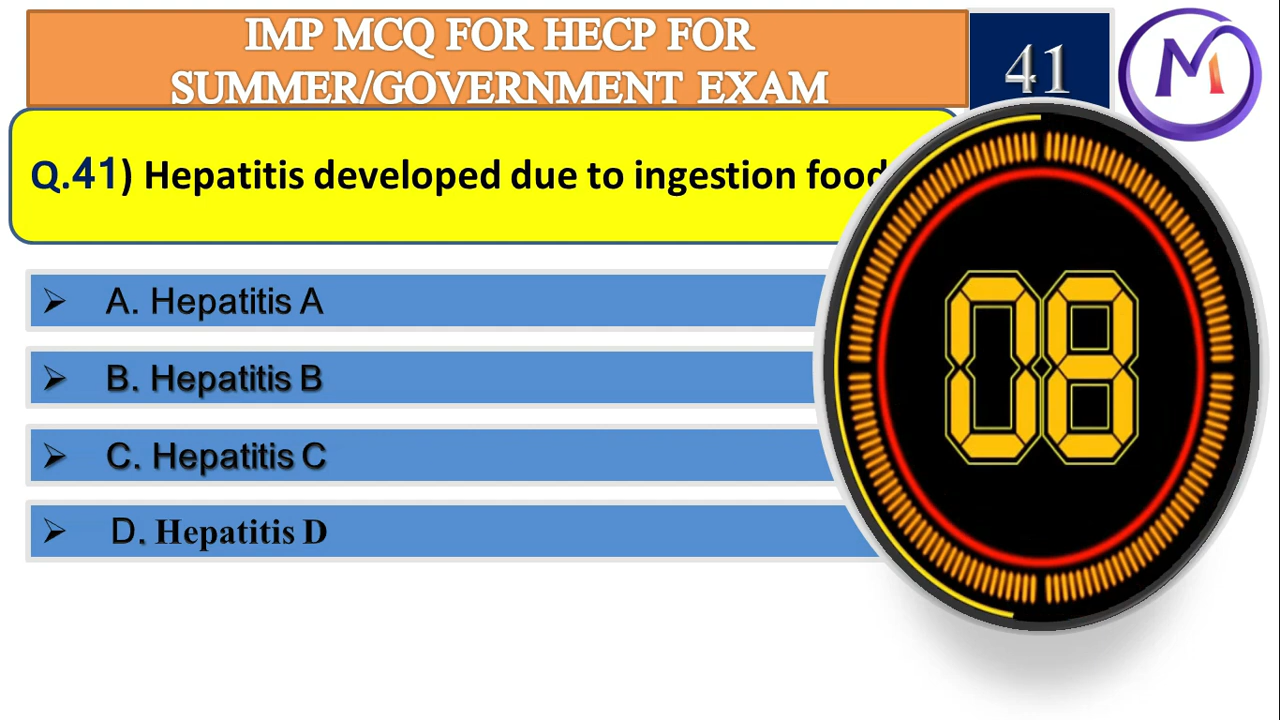 IMP MCQ FOR HECP FOR
SUMMER/GOVERNMENT EXAM
41
M
Q.41) Hepatitis developed due to ingestion food
➢ A. Hepatitis A
➢ B. Hepatitis B
➢ C. Hepatitis C
➢ D. Hepatitis D
08